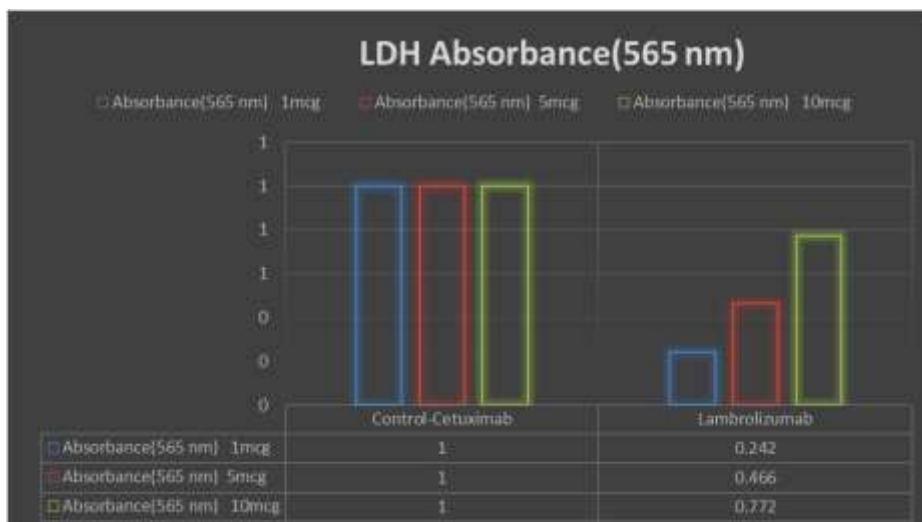 LDH Absorbance(565 nm)
Absorbance(565 nm) 1mcg Absorbance(565 nm) 5mcg Absorbance(565 nm) 10mcg
1
1
1
1
0
0
0
Control-Cetuximab Lambrolizumab
Absorbance(565 nm) 1mcg 1 0.242
Absorbance(565 nm) 5mcg 1 0.466
Absorbance(565 nm) 10mcg 1 0.772